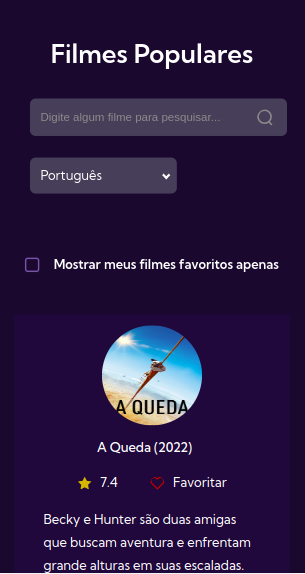 Filmes Populares
Digite algum filme para pesquisar...
Português
Mostrar meus filmes favoritos apenas
A QUEDA
A Queda (2022)
7.4 Favoritar
Becky e Hunter são duas amigas
que buscam aventura e enfrentam
grande alturas em suas escaladas.